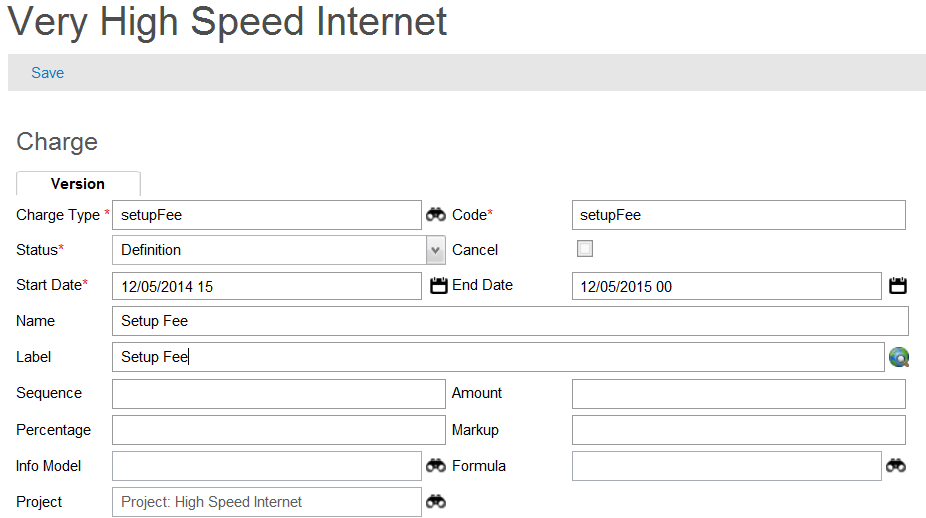 Very High Speed Internet
Save
Charge
Version
Charge Type * setupFee Code* setupFee
Status* Definition Cancel
Start Date* 12/05/2014 15 End Date 12/05/2015 00
Name Setup Fee
Label Setup Fee
Sequence Amount
Percentage Markup
Info Model Formula
Project Project: High Speed Internet